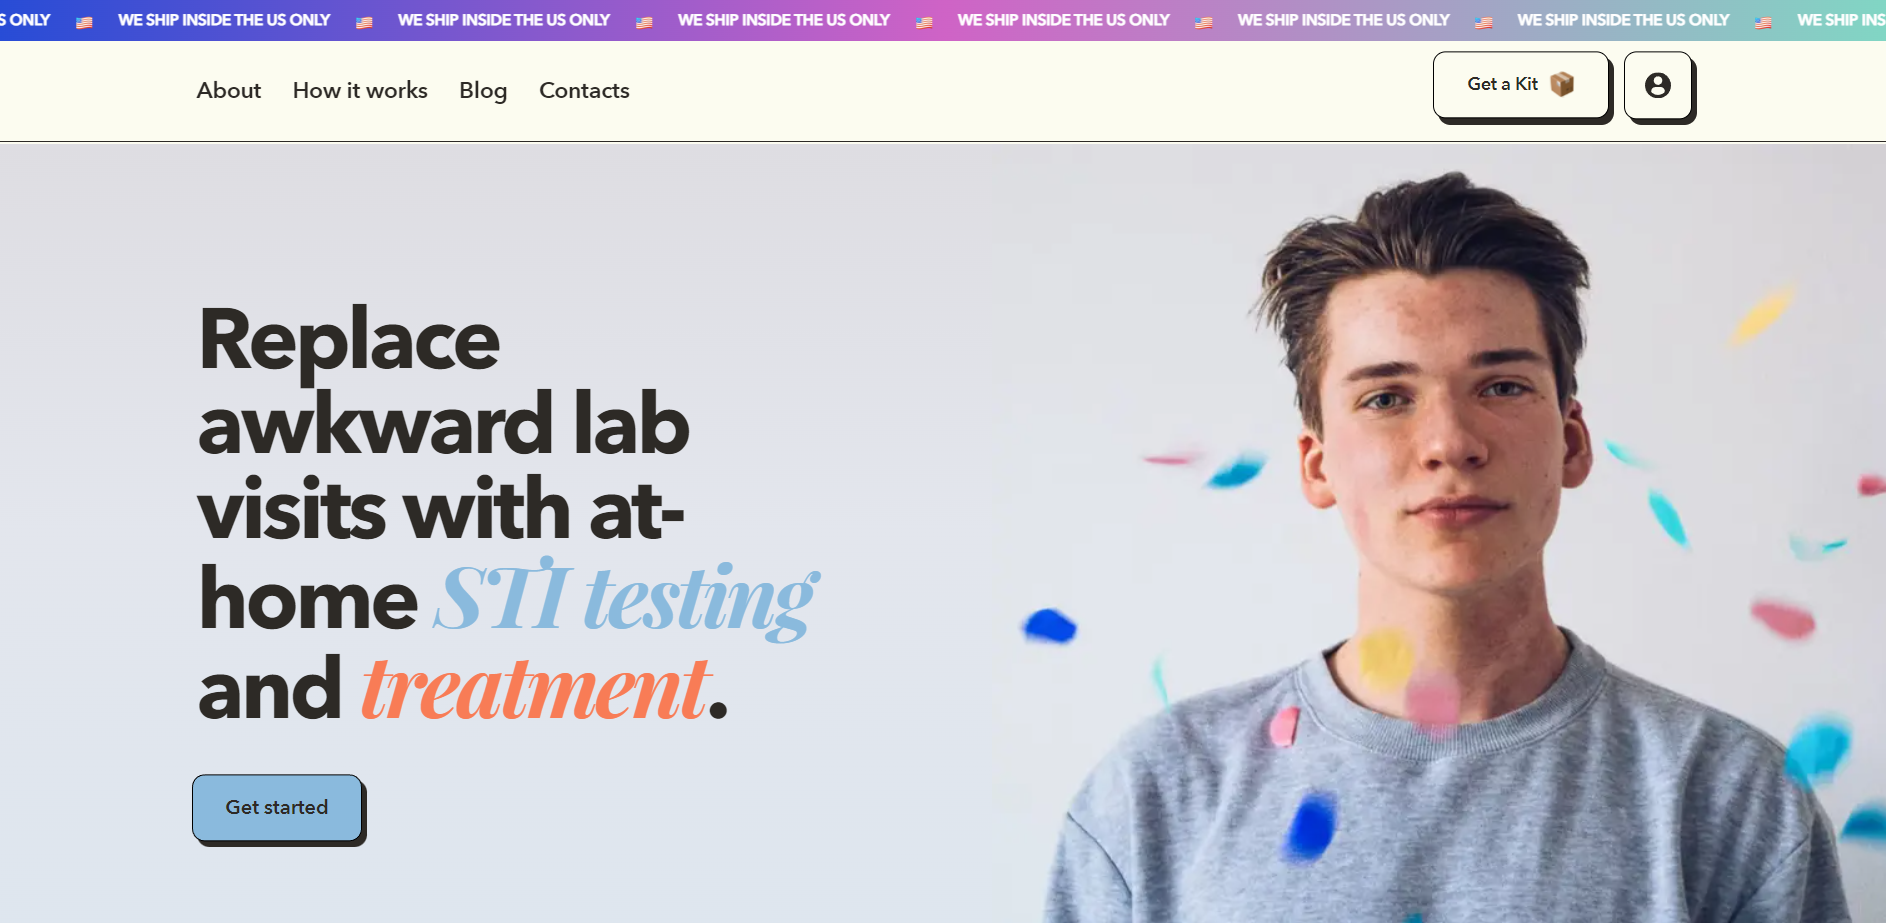 S ONLY WE SHIP INSIDE THE US ONLY WE SHIP INSIDE THE US ONLY WE SHIP INSIDE THE US ONLY WE SHIP INSIDE THE US ONLY WE SHIP INSIDE THE US ONLY WE SHIP INSIDE THE US ONLY WE SHIP INS
About How it works Blog Contacts Get a Kit
Replace
awkward lab
visits with at-
home STI testing
and treatment.
Get started